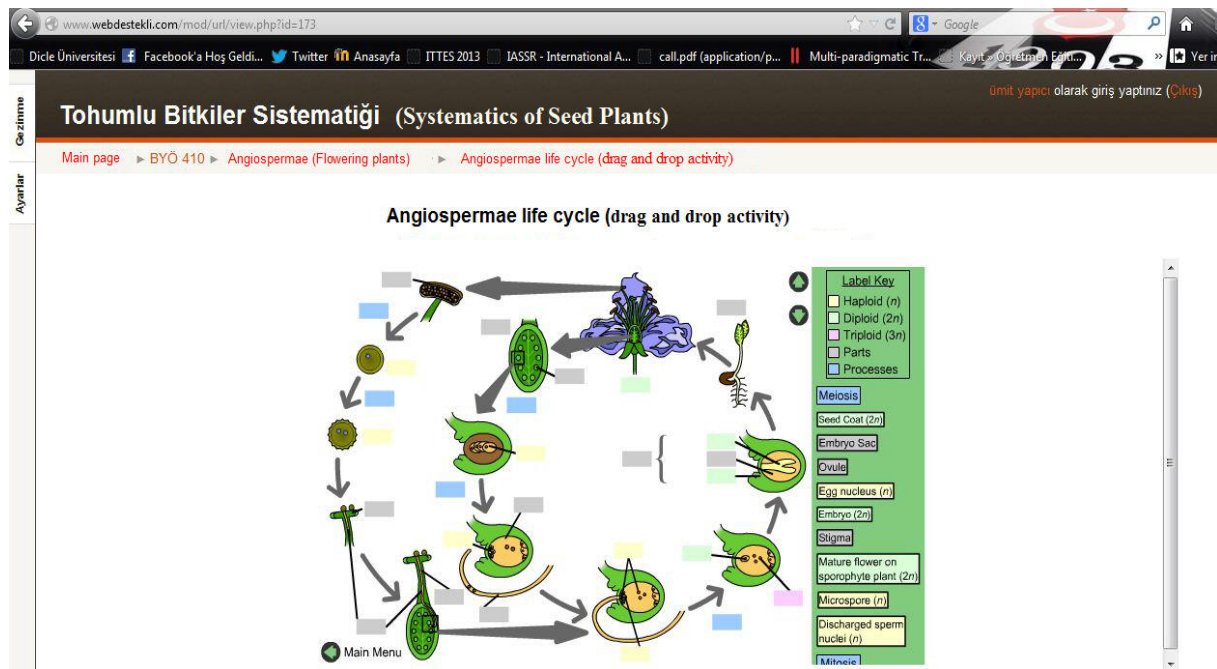 www.webdestekli.com/mod/url/view.php?id=173
Google
Dicle Üniversitesi Facebook'a Hoş Geldi... Twitter Anasayfa ITTES 2013 IASSR - International A... call.pdf (application/p... Multi-paradigmatic Tr... Kayıt » Öğretmen Eğiti... » Yer im
1903
ümit yapıcı olarak giriş yaptınız (Çıkış)
Gezinme
Tohumlu Bitkiler Sistematiği (Systematics of Seed Plants)
Main page ► BYÖ 410 ► Angiospermae (Flowering plants) ► Angiospermae life cycle (drag and drop activity)
Ayarlar
Angiospermae life cycle (drag and drop activity)
Label Key
Haploid (n)
Diploid (2n)
Triploid (3n)
Parts
Processes
Meiosis
Seed Coat (2n)
Embryo Sac
Ovule
Egg nucleus (n)
Embryo (2n)
Stigma
Mature flower on
sporophyte plant (2n)
Microspore (n)
Discharged sperm
nuclei (n)
Mitosis
Main Menu